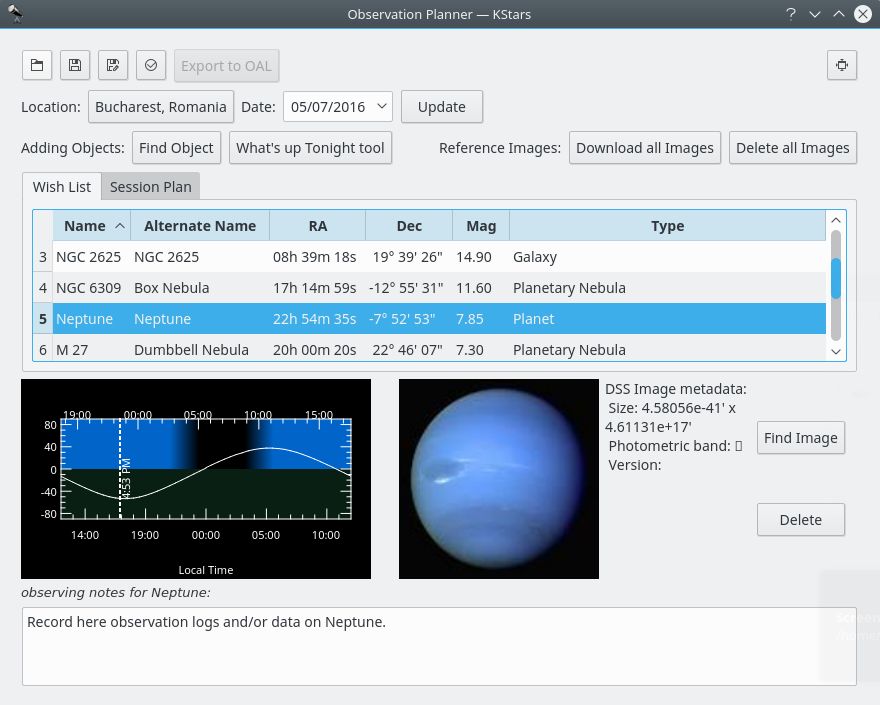 Observation Planner — KStars
Export to OAL
Location: Bucharest, Romania Date: 05/07/2016 Update
Adding Objects: Find Object What's up Tonight tool Reference Images: Download all Images Delete all Images
Wish List Session Plan
Name Alternate Name RA Dec Mag Type
3 NGC 2625 NGC 2625 08h 39m 18s 19° 39' 26" 14.90 Galaxy
4 NGC 6309 Box Nebula 17h 14m 59s -12° 55' 31" 11.60 Planetary Nebula
5 Neptune Neptune 22h 54m 35s -7° 52' 53" 7.85 Planet
6 M 27 Dumbbell Nebula 20h 00m 20s 22° 46' 07" 7.30 Planetary Nebula
19:00 00:00 05:00 10:00 15:00
80
40
0
-40
-80
4:53 PM
14:00 19:00 00:00 05:00 10:00
Local Time
DSS Image metadata:
Size: 4.58056e-41' x
4.61131e+17'
Photometric band:
Version:
Find Image
Delete
observing notes for Neptune:
Record here observation logs and/or data on Neptune.